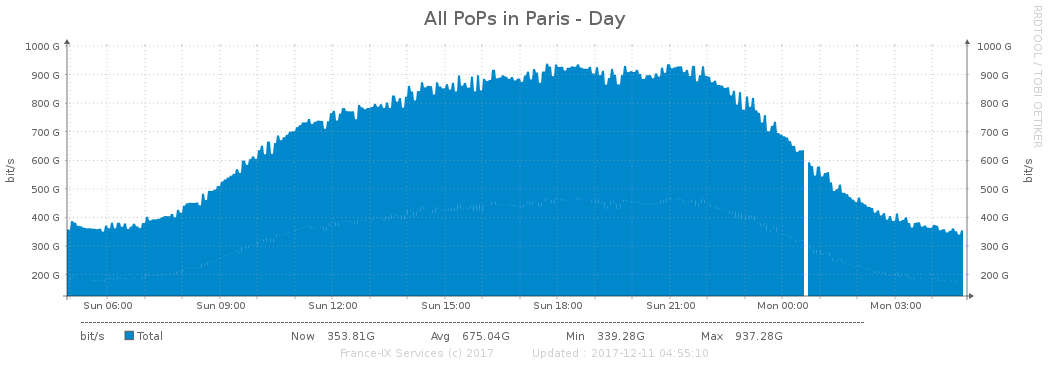 All PoPs in Paris - Day
RRDTOOL / TOBI OETIKER
1000 G 1000 G
900 G 900 G
800 G 800 G
700 G 700 G
600 G 600 G
500 G 500 G
400 G 400 G
300 G 300 G
200 G 200 G
bit/s bit/s
Sun 06:00 Sun 09:00 Sun 12:00 Sun 15:00 Sun 18:00 Sun 21:00 Mon 00:00 Mon 03:00
bit/s Total Now 353.81G Avg 675.04G Min 339.28G Max 937.28G
France-IX Services (c) 2017 Updated : 2017-12-11 04:55:10